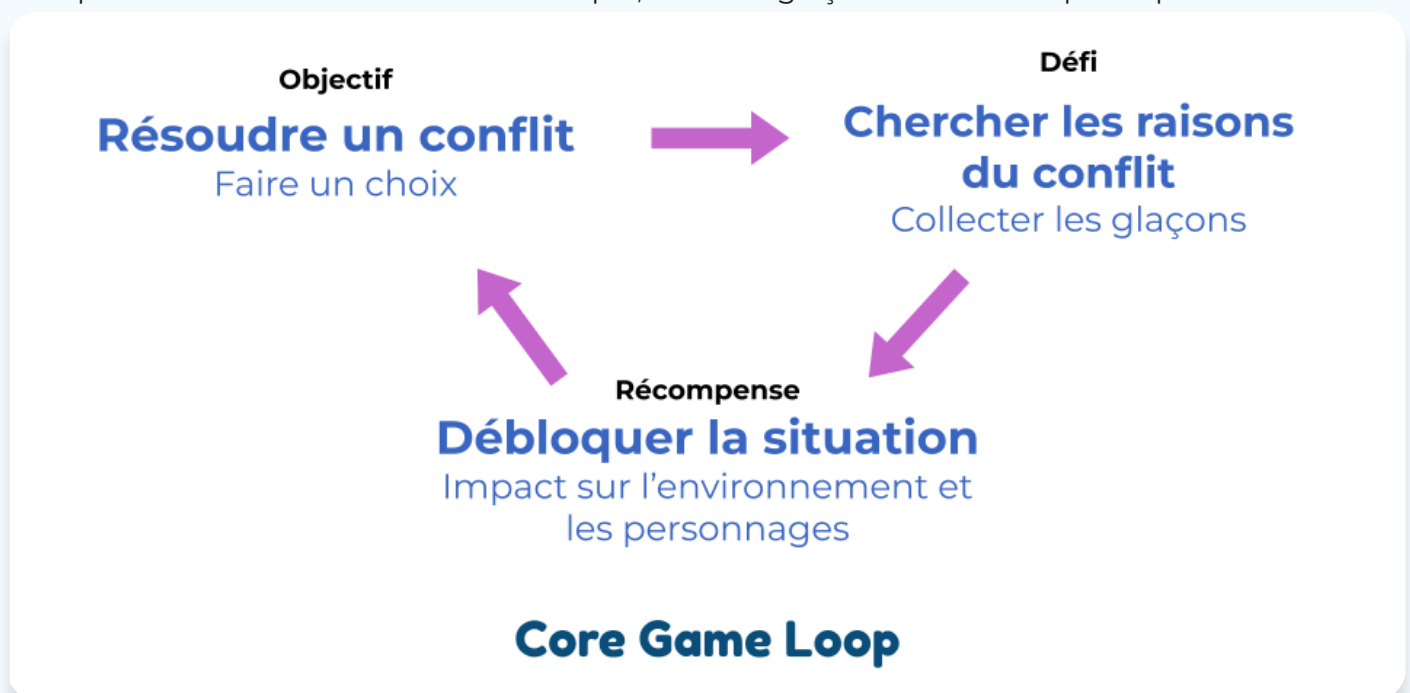 Objectif
Résoudre un conflit
Faire un choix
Défi
Chercher les raisons
du conflit
Collecter les glaçons
Récompense
Débloquer la situation
Impact sur l’environnement et
les personnages
Core Game Loop